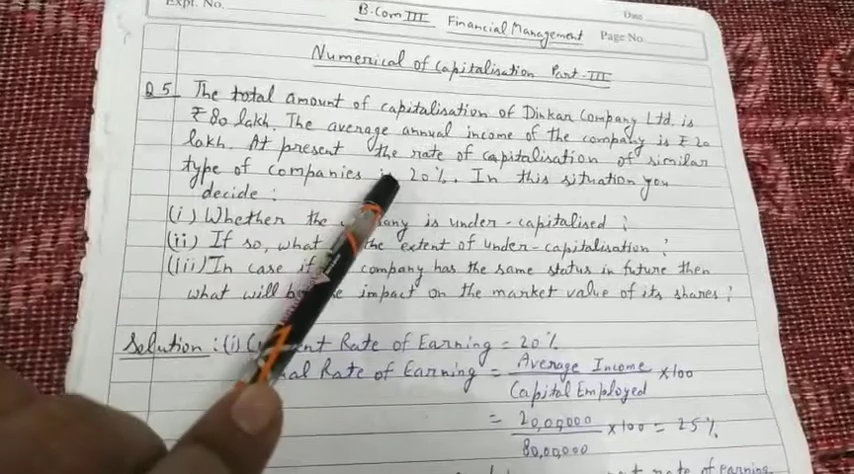 Expt. No.
Date
B.Com III Financial Management Page No.
Numerical of Capitalisation Part-III
Q5 The total amount of capitalisation of Dinkar Company Ltd. is
₹80 lakh. The average annual income of the company is ₹20
lakh. At present the rate of capitalisation of similar
type of companies 20%. In this situation you
decide :
(i) Whether the any is under-capitalised ;
(ii) If so, what the extent of under-capitalisation ;
(iii) In case if company has the same status in future then
what will be impact on the market value of its shares ;
Solution : (i) Rate of Earning = 20%
Rate of Earning = Average Income / Capital Employed ×100
= 20,00,000 / 80,00,000 ×100 = 25%
rate of earning